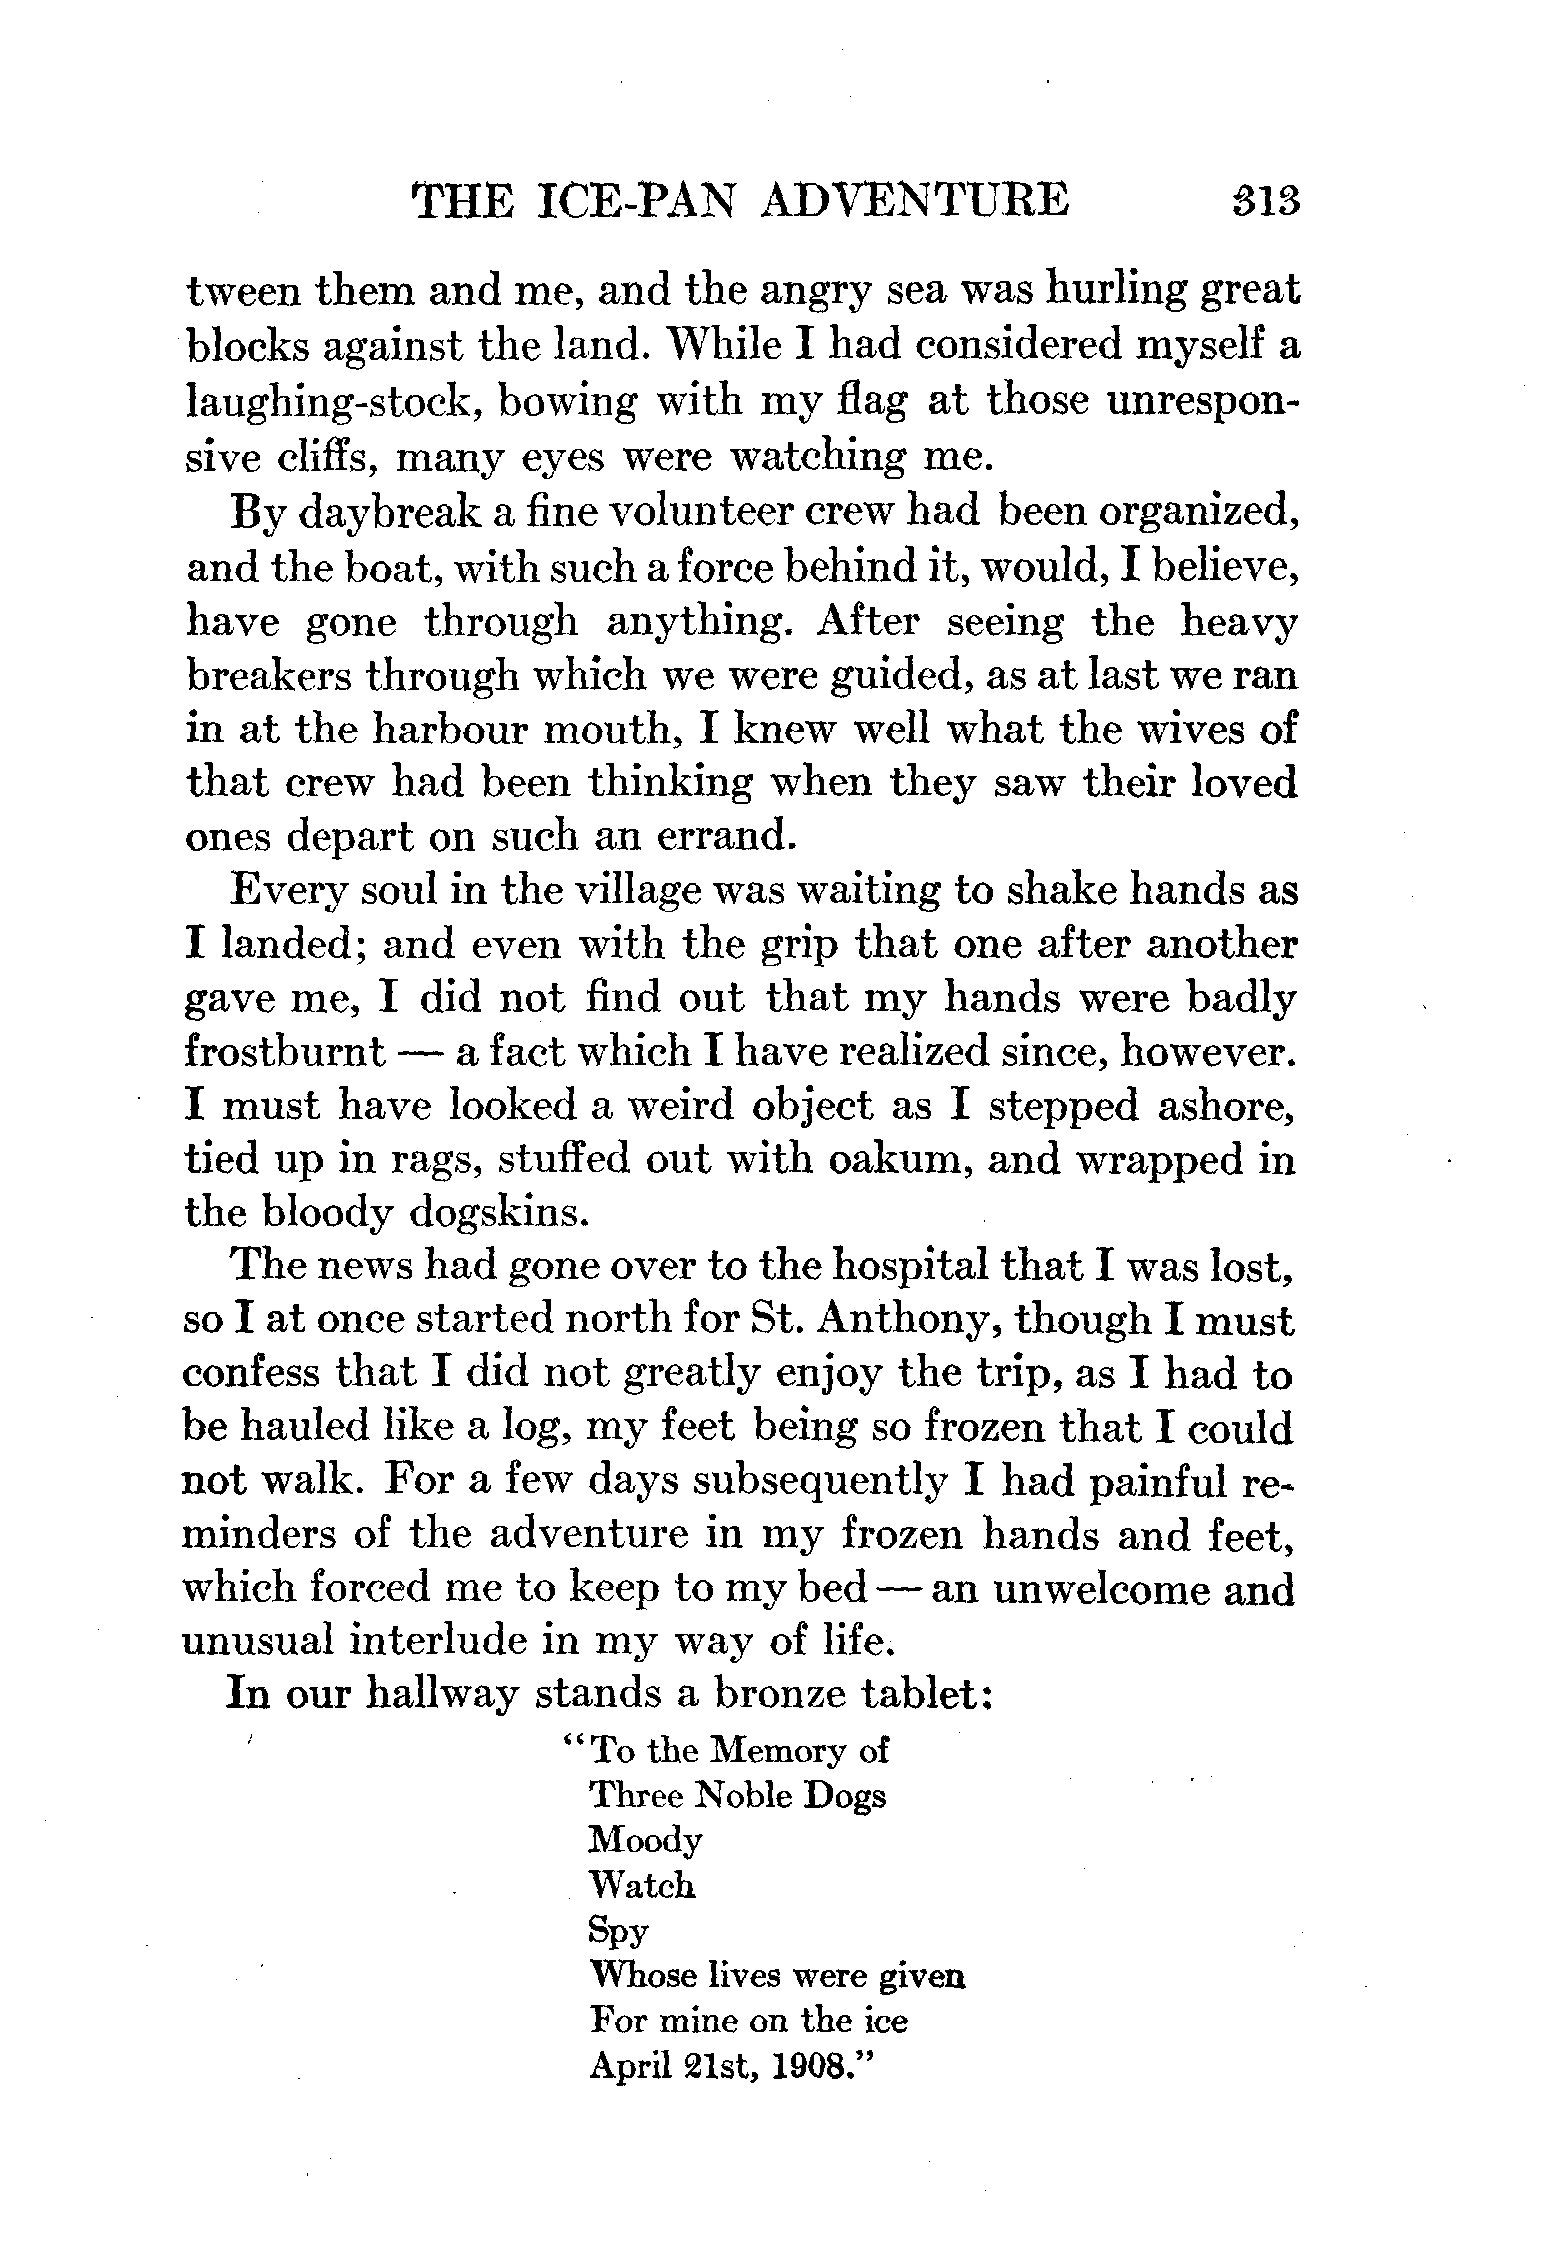 THE ICE-PAN ADVENTURE 313
tween them and me, and the angry sea was hurling great
blocks against the land. While I had considered myself a
laughing-stock, bowing with my flag at those unrespon-
sive cliffs, many eyes were watching me.
By daybreak a fine volunteer crew had been organized,
and the boat, with such a force behind it, would, I believe,
have gone through anything. After seeing the heavy
breakers through which we were guided, as at last we ran
in at the harbour mouth, I knew well what the wives of
that crew had been thinking when they saw their loved
ones depart on such an errand.
Every soul in the village was waiting to shake hands as
I landed; and even with the grip that one after another
gave me, I did not find out that my hands were badly
frostburnt — a fact which I have realized since, however.
I must have looked a weird object as I stepped ashore,
tied up in rags, stuffed out with oakum, and wrapped in
the bloody dogskins.
The news had gone over to the hospital that I was lost,
so I at once started north for St. Anthony, though I must
confess that I did not greatly enjoy the trip, as I had to
be hauled like a log, my feet being so frozen that I could
not walk. For a few days subsequently I had painful re-
minders of the adventure in my frozen hands and feet,
which forced me to keep to my bed — an unwelcome and
unusual interlude in my way of life.
In our hallway stands a bronze tablet:
“To the Memory of
Three Noble Dogs
Moody
Watch
Spy
Whose lives were given
For mine on the ice
April 21st, 1908.”